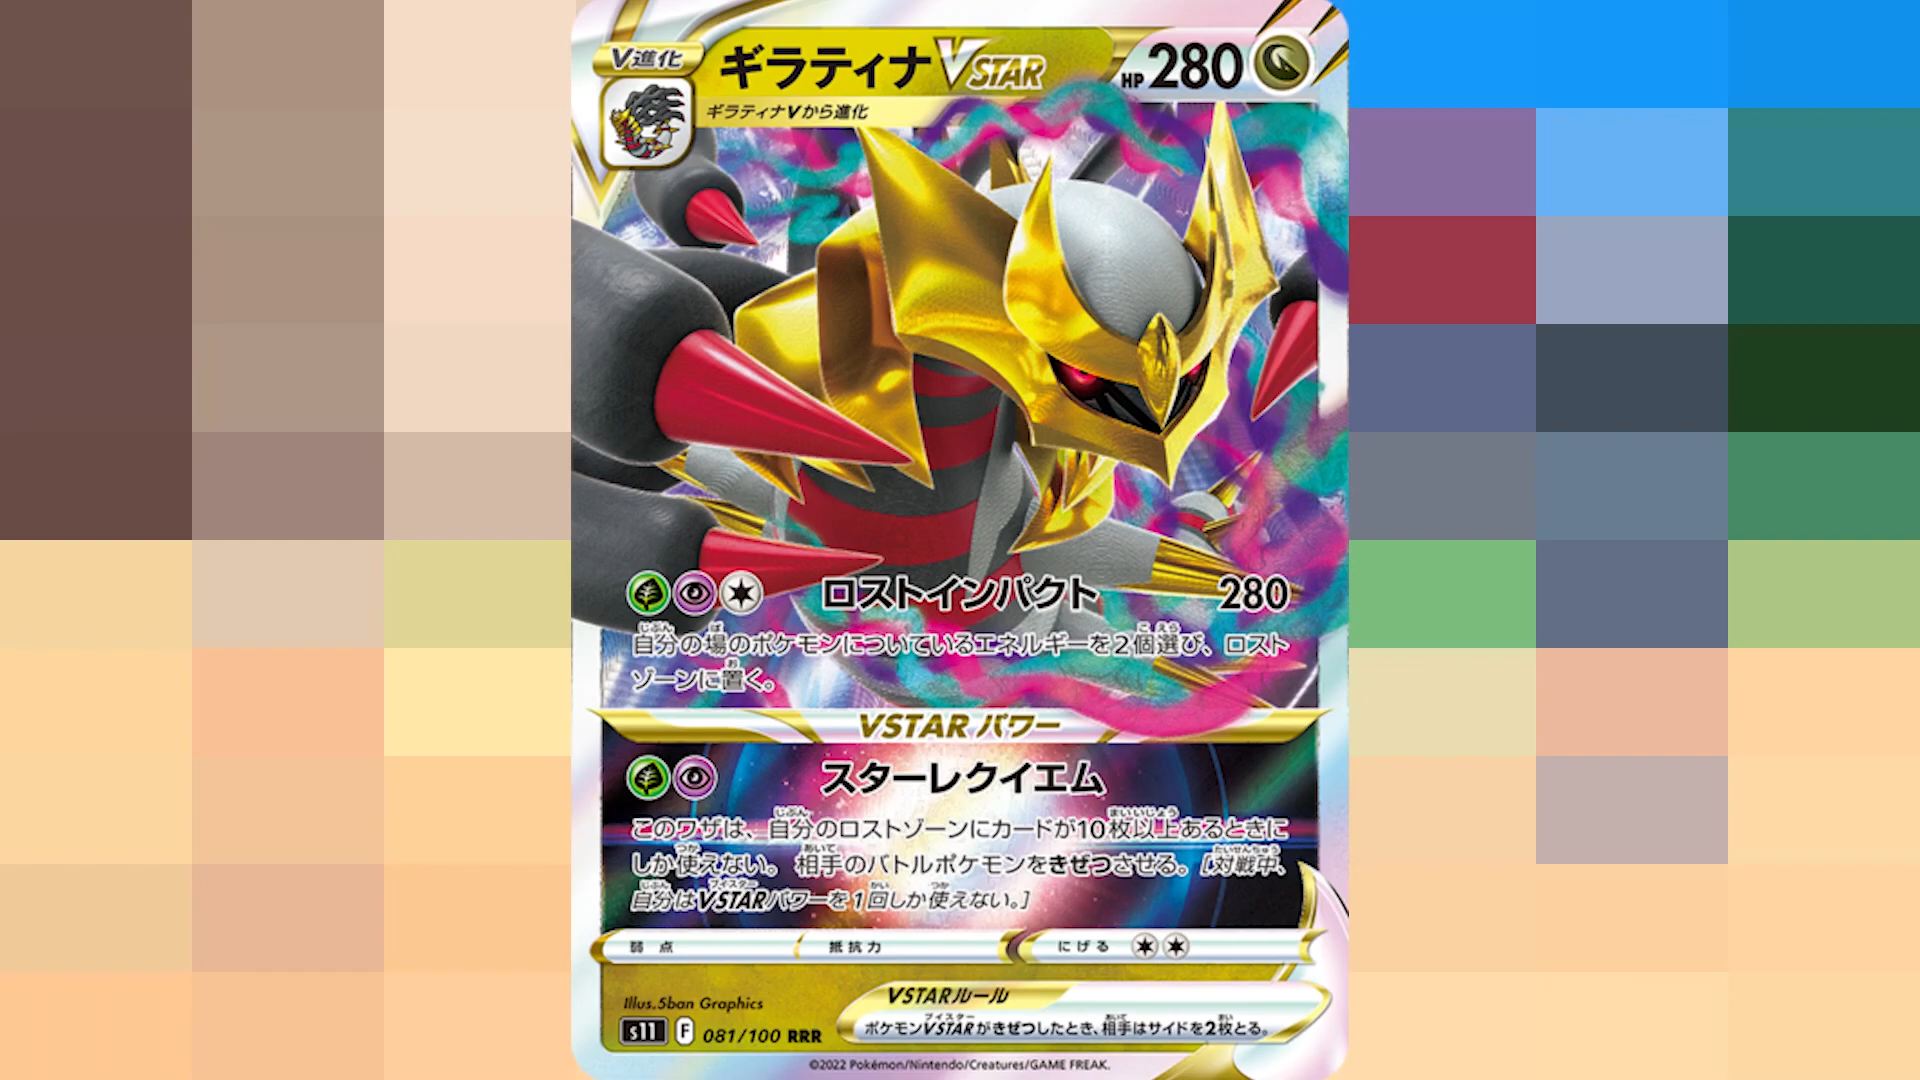 V進化
ギラティナVSTAR
HP 280
ギラティナVから進化
ロストインパクト 280
自分の場のポケモンについているエネルギーを2個選び、ロスト
ゾーンに置く。
VSTARパワー
スターレクイエム
このワザは、自分のロストゾーンにカードが10枚以上あるときに
しか使えない。相手のバトルポケモンをきぜつさせる。[対戦中、
自分はVSTARパワーを1回しか使えない。]
弱点 抵抗力 にげる
Illus.5ban Graphics
VSTARルール
s11 F 081/100 RRR
ポケモンVSTARがきぜつしたとき、相手はサイドを2枚とる。
©2022 Pokémon/Nintendo/Creatures/GAME FREAK.